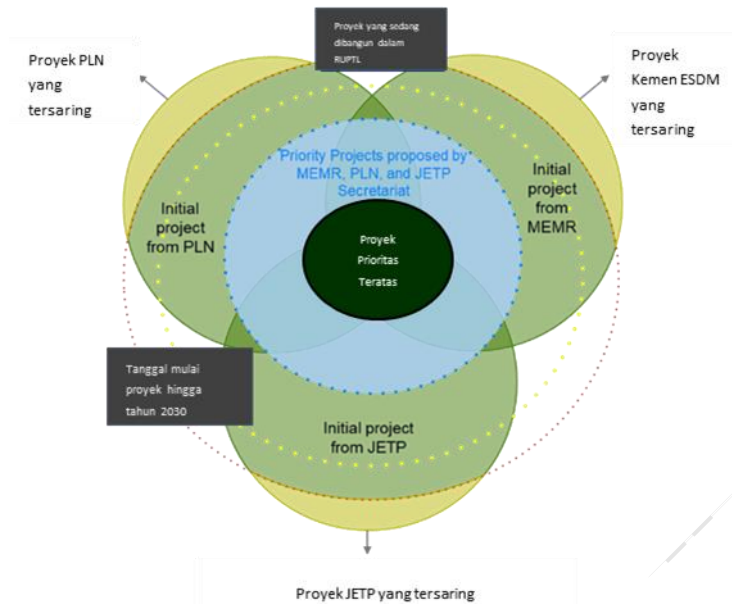 Proyek yang sedang
dibangun dalam
RUPTL
Proyek PLN
yang
tersaring
Proyek
Kemen ESDM
yang
tersaring
Priority Projects proposed by
MEMR, PLN, and JETP
Secretariat
Initial
project
from PLN
Initial
project
from
MEMR
Proyek
Prioritas
Teratas
Tanggal mulai
proyek hingga
tahun 2030
Initial project
from JETP
Proyek JETP yang tersaring